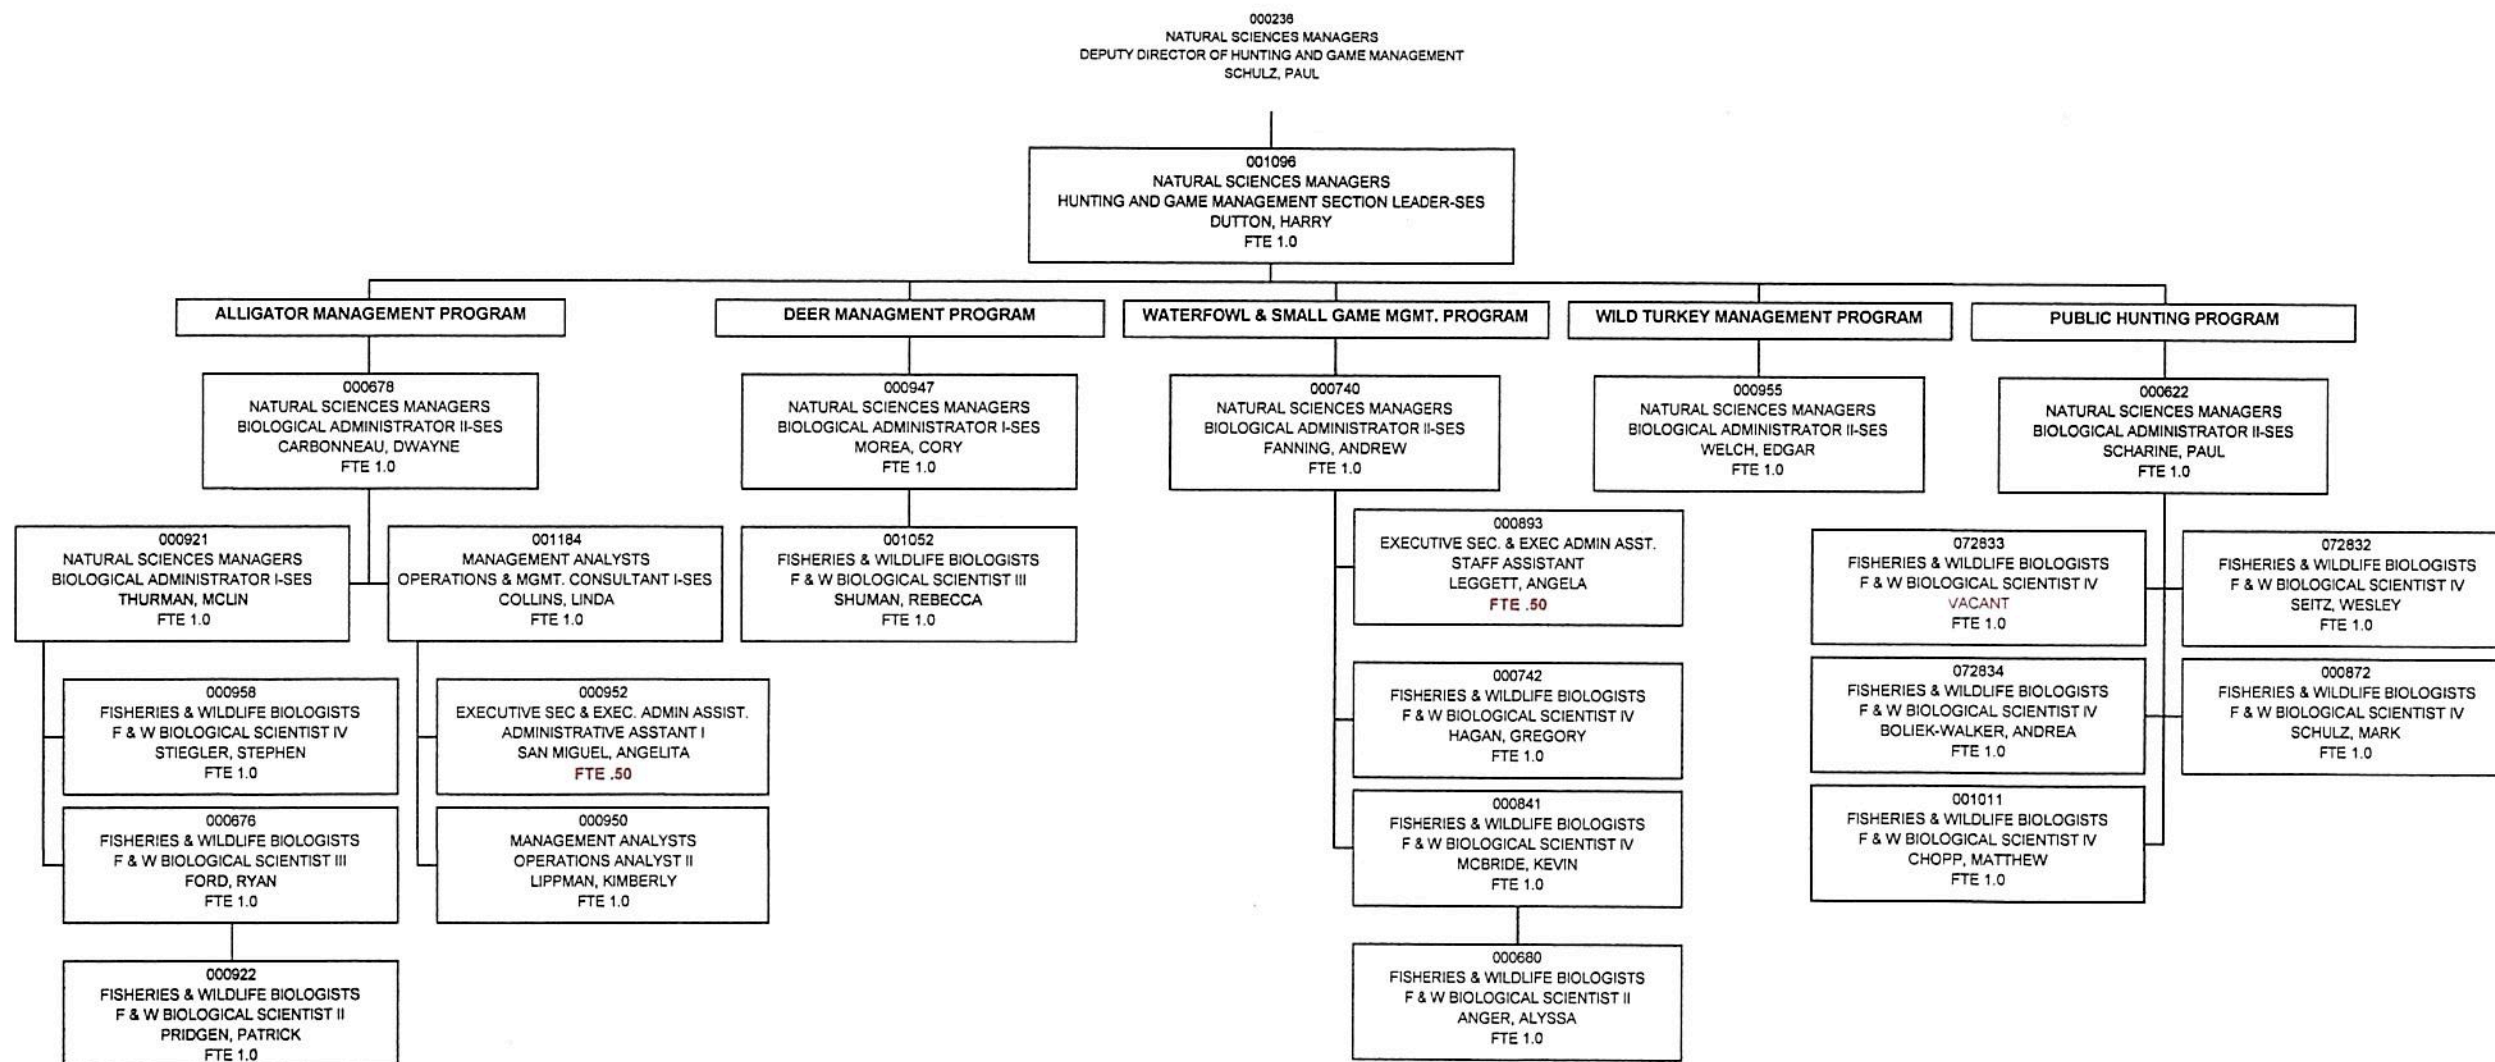 000236
NATURAL SCIENCES MANAGERS
DEPUTY DIRECTOR OF HUNTING AND GAME MANAGEMENT
SCHULZ, PAUL
001096
NATURAL SCIENCES MANAGERS
HUNTING AND GAME MANAGEMENT SECTION LEADER-SES
DUTTON, HARRY
FTE 1.0
ALLIGATOR MANAGEMENT PROGRAM
DEER MANAGMENT PROGRAM
WATERFOWL & SMALL GAME MGMT. PROGRAM
WILD TURKEY MANAGEMENT PROGRAM
PUBLIC HUNTING PROGRAM
000678
NATURAL SCIENCES MANAGERS
BIOLOGICAL ADMINISTRATOR II-SES
CARBONNEAU, DWAYNE
FTE 1.0
000947
NATURAL SCIENCES MANAGERS
BIOLOGICAL ADMINISTRATOR I-SES
MOREA, CORY
FTE 1.0
000740
NATURAL SCIENCES MANAGERS
BIOLOGICAL ADMINISTRATOR II-SES
FANNING, ANDREW
FTE 1.0
000955
NATURAL SCIENCES MANAGERS
BIOLOGICAL ADMINISTRATOR II-SES
WELCH, EDGAR
FTE 1.0
000622
NATURAL SCIENCES MANAGERS
BIOLOGICAL ADMINISTRATOR II-SES
SCHARINE, PAUL
FTE 1.0
000921
NATURAL SCIENCES MANAGERS
BIOLOGICAL ADMINISTRATOR I-SES
THURMAN, MCLIN
FTE 1.0
001184
MANAGEMENT ANALYSTS
OPERATIONS & MGMT. CONSULTANT I-SES
COLLINS, LINDA
FTE 1.0
001052
FISHERIES & WILDLIFE BIOLOGISTS
F & W BIOLOGICAL SCIENTIST III
SHUMAN, REBECCA
FTE 1.0
000893
EXECUTIVE SEC. & EXEC ADMIN ASST.
STAFF ASSISTANT
LEGGETT, ANGELA
FTE .50
072833
FISHERIES & WILDLIFE BIOLOGISTS
F & W BIOLOGICAL SCIENTIST IV
VACANT
FTE 1.0
072832
FISHERIES & WILDLIFE BIOLOGISTS
F & W BIOLOGICAL SCIENTIST IV
SEITZ, WESLEY
FTE 1.0
000958
FISHERIES & WILDLIFE BIOLOGISTS
F & W BIOLOGICAL SCIENTIST IV
STIEGLER, STEPHEN
FTE 1.0
000952
EXECUTIVE SEC & EXEC. ADMIN ASSIST.
ADMINISTRATIVE ASSTANT I
SAN MIGUEL, ANGELITA
FTE .50
000742
FISHERIES & WILDLIFE BIOLOGISTS
F & W BIOLOGICAL SCIENTIST IV
HAGAN, GREGORY
FTE 1.0
072834
FISHERIES & WILDLIFE BIOLOGISTS
F & W BIOLOGICAL SCIENTIST IV
BOLIEK-WALKER, ANDREA
FTE 1.0
000872
FISHERIES & WILDLIFE BIOLOGISTS
F & W BIOLOGICAL SCIENTIST IV
SCHULZ, MARK
FTE 1.0
000676
FISHERIES & WILDLIFE BIOLOGISTS
F & W BIOLOGICAL SCIENTIST III
FORD, RYAN
FTE 1.0
000950
MANAGEMENT ANALYSTS
OPERATIONS ANALYST II
LIPPMAN, KIMBERLY
FTE 1.0
000841
FISHERIES & WILDLIFE BIOLOGISTS
F & W BIOLOGICAL SCIENTIST IV
MCBRIDE, KEVIN
FTE 1.0
001011
FISHERIES & WILDLIFE BIOLOGISTS
F & W BIOLOGICAL SCIENTIST IV
CHOPP, MATTHEW
FTE 1.0
000922
FISHERIES & WILDLIFE BIOLOGISTS
F & W BIOLOGICAL SCIENTIST II
PRIDGEN, PATRICK
FTE 1.0
000680
FISHERIES & WILDLIFE BIOLOGISTS
F & W BIOLOGICAL SCIENTIST II
ANGER, ALYSSA
FTE 1.0